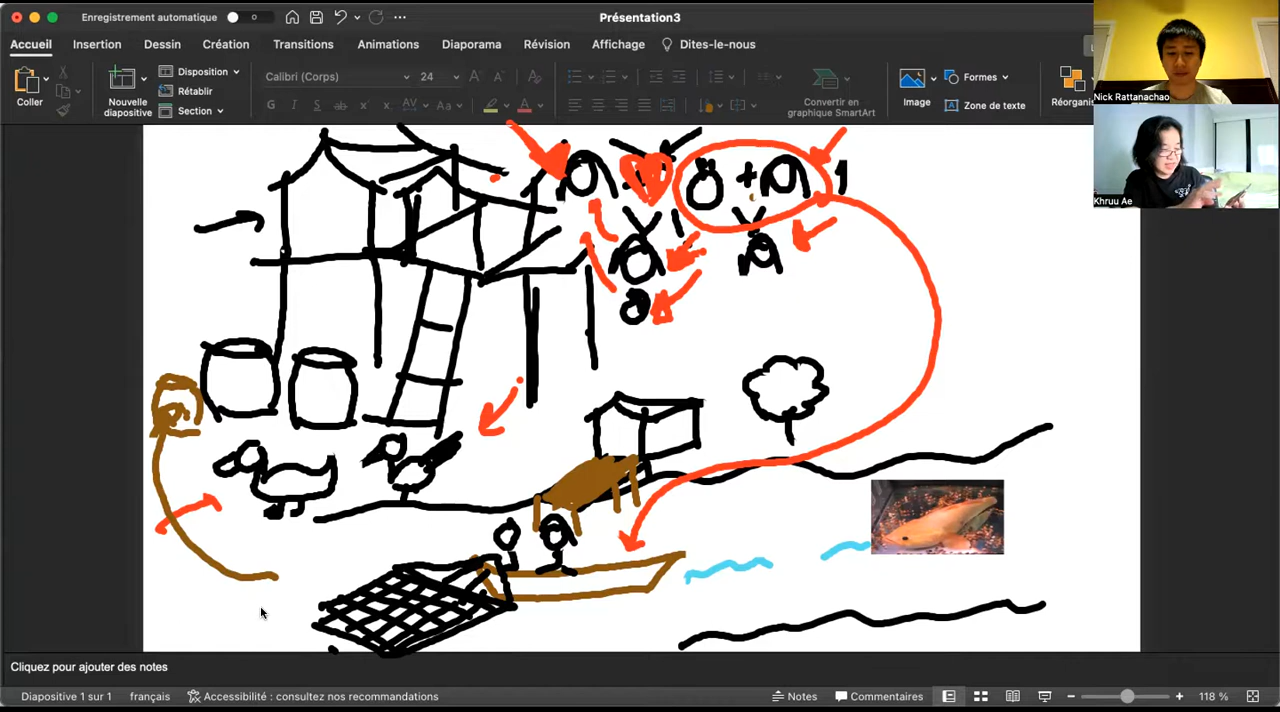 Enregistrement automatique
Présentation3
Accueil Insertion Dessin Création Transitions Animations Diaporama Révision Affichage Dites-le-nous
Coller
Nouvelle diapositive
Disposition
Rétablir
Section
Calibri (Corps) 24
G I S ab
Convertir en graphique SmartArt
Image
Formes
Zone de texte
Réorganis
Nick Rattanachao
Khruu Ae
Cliquez pour ajouter des notes
Diapositive 1 sur 1 français Accessibilité : consultez nos recommandations Notes Commentaires 118 %